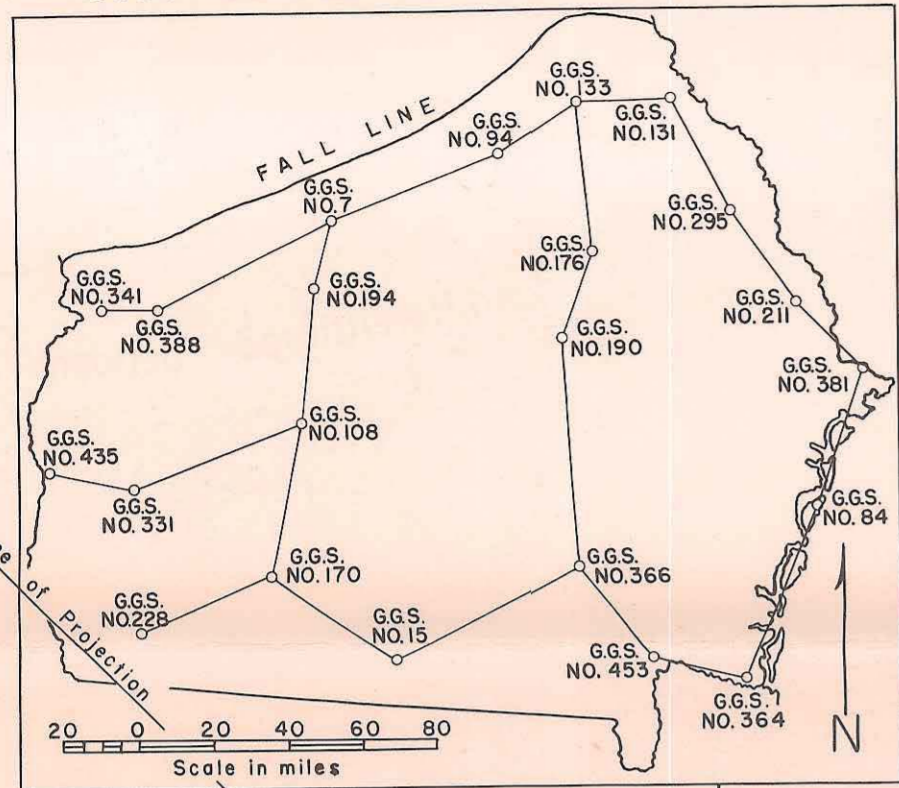 G.G.S.
NO. 133
G.G.S.
NO. 131
FALL LINE
G.G.S.
NO. 94
G.G.S.
NO. 7
G.G.S.
NO. 295
G.G.S.
NO. 176
G.G.S.
NO. 341
G.G.S.
NO. 194
G.G.S.
NO. 388
G.G.S.
NO. 211
G.G.S.
NO. 190
G.G.S.
NO. 381
G.G.S.
NO. 108
G.G.S.
NO. 435
G.G.S.
NO. 331
G.G.S.
NO. 84
G.G.S.
NO. 170
G.G.S.
NO. 366
of Projection
G.G.S.
NO. 228
G.G.S.
NO. 15
G.G.S.
NO. 453
G.G.S.
NO. 364
N
20 0 20 40 60 80
Scale in miles